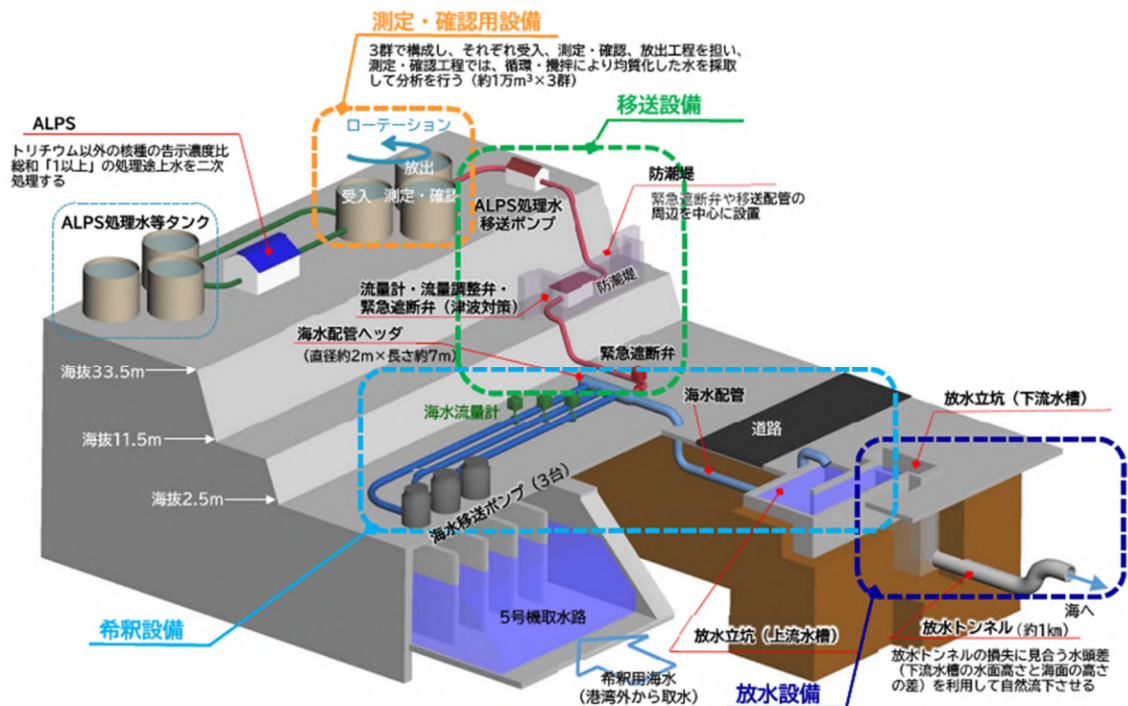 測定・確認用設備
3群で構成し、それぞれ受入、測定・確認、放出工程を担い、
測定・確認工程では、循環・攪拌により均質化した水を採取
して分析を行う（約1万m³×3群）
移設設備
ALPS
トリチウム以外の核種の告示濃度比
総和「1以上」の処理途上水を二次
処理する
ローテーション
放出
受入
測定・確認
防潮堤
緊急遮断弁や移送配管の
周辺を中心に設置
ALPS処理水等タンク
ALPS処理水
移送ポンプ
防潮堤
流量計・流量調整弁・
緊急遮断弁（津波対策）
海水配管ヘッダ
（直径約2m×長さ約7m）
緊急遮断弁
海抜33.5m
海水流量計
海水配管
放水立坑（下流水槽）
道路
海抜11.5m
海抜2.5m
海水移送ポンプ（3台）
5号機取水路
希釈設備
希釈用海水
（港湾外から取水）
放水立坑（上流水槽）
海へ
放水トンネル（約1km）
放水トンネルの損失に見合う水頭差
（下流水槽の水面高さと海面の高さ
の差）を利用して自然流下させる
放水設備